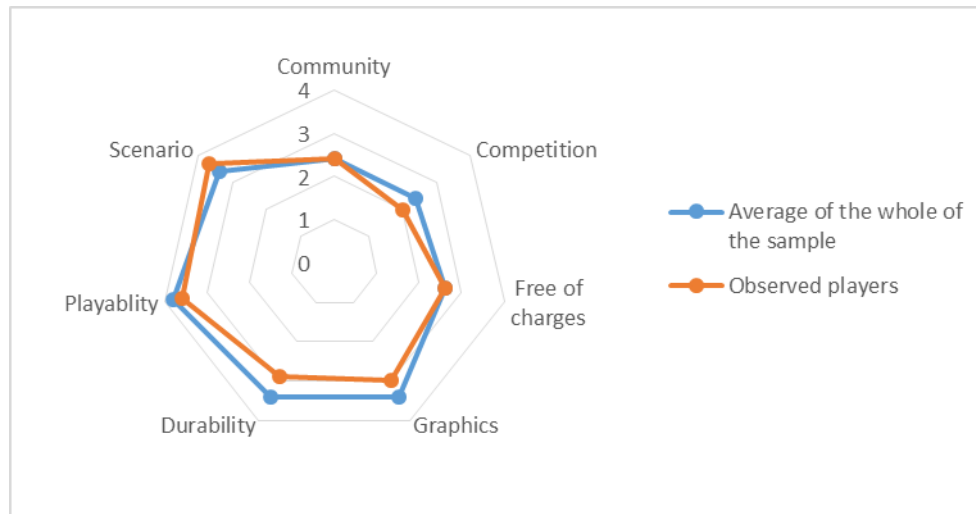 Community
4
3
2
1
0
Scenario
Competition
Playablity
Free of
charges
Durability
Graphics
Average of the whole of
the sample
Observed players